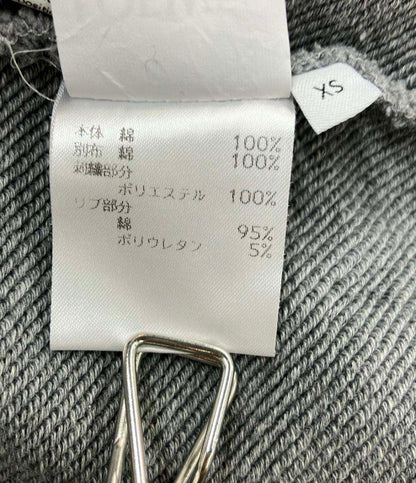 XS
本体 綿 100%
別布 綿 100%
刺繍部分
ポリエステル 100%
リブ部分
綿 95%
ポリウレタン 5%